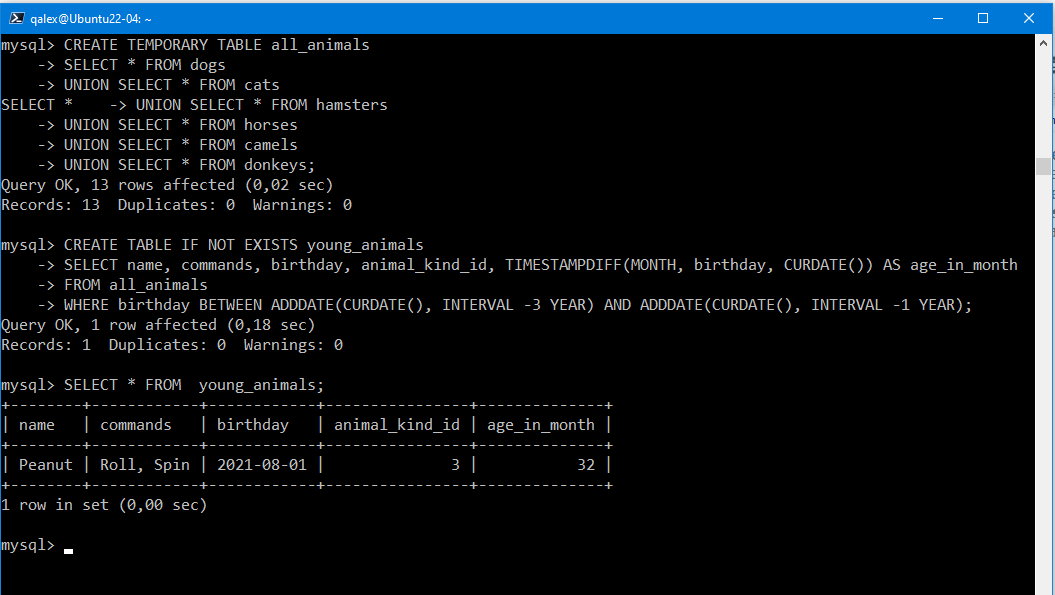 qalex@Ubuntu22-04: ~
mysql> CREATE TEMPORARY TABLE all_animals
    -> SELECT * FROM dogs
    -> UNION SELECT * FROM cats
SELECT *    -> UNION SELECT * FROM hamsters
    -> UNION SELECT * FROM horses
    -> UNION SELECT * FROM camels
    -> UNION SELECT * FROM donkeys;
Query OK, 13 rows affected (0,02 sec)
Records: 13  Duplicates: 0  Warnings: 0

mysql> CREATE TABLE IF NOT EXISTS young_animals
    -> SELECT name, commands, birthday, animal_kind_id, TIMESTAMPDIFF(MONTH, birthday, CURDATE()) AS age_in_month
    -> FROM all_animals
    -> WHERE birthday BETWEEN ADDDATE(CURDATE(), INTERVAL -3 YEAR) AND ADDDATE(CURDATE(), INTERVAL -1 YEAR);
Query OK, 1 row affected (0,18 sec)
Records: 1  Duplicates: 0  Warnings: 0

mysql> SELECT * FROM  young_animals;
+--------+------------+------------+----------------+--------------+
| name   | commands   | birthday   | animal_kind_id | age_in_month |
+--------+------------+------------+----------------+--------------+
| Peanut | Roll, Spin | 2021-08-01 |              3 |           32 |
+--------+------------+------------+----------------+--------------+
1 row in set (0,00 sec)

mysql>